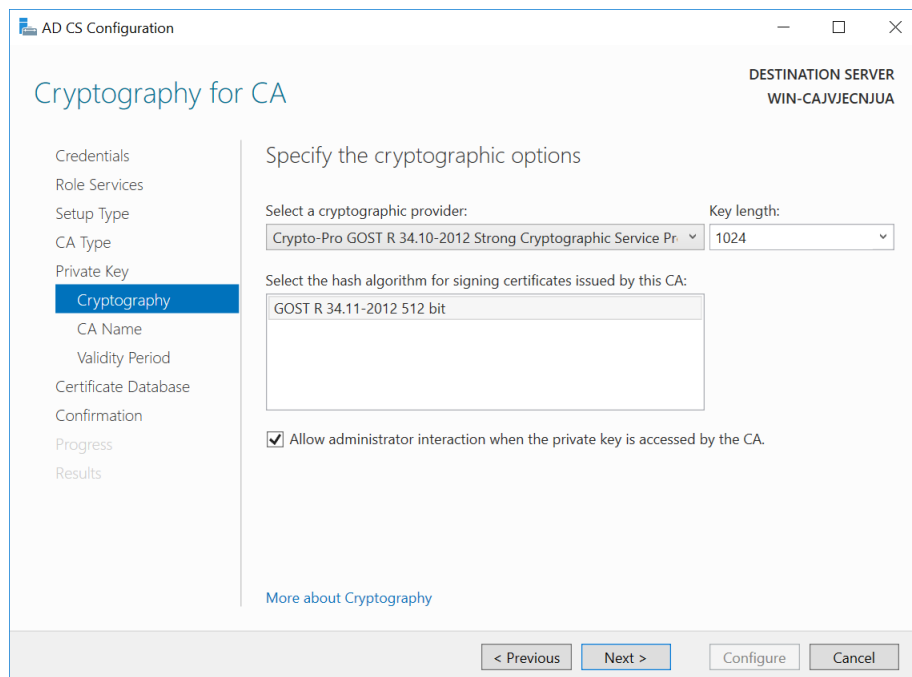 AD CS Configuration
Cryptography for CA
DESTINATION SERVER
WIN-CAJVJECNJUA
Credentials
Role Services
Setup Type
CA Type
Private Key
Cryptography
CA Name
Validity Period
Certificate Database
Confirmation
Progress
Results
Specify the cryptographic options
Select a cryptographic provider:
Key length:
Crypto-Pro GOST R 34.10-2012 Strong Cryptographic Service Pr
1024
Select the hash algorithm for signing certificates issued by this CA:
GOST R 34.11-2012 512 bit
Allow administrator interaction when the private key is accessed by the CA.
More about Cryptography
< Previous
Next >
Configure
Cancel